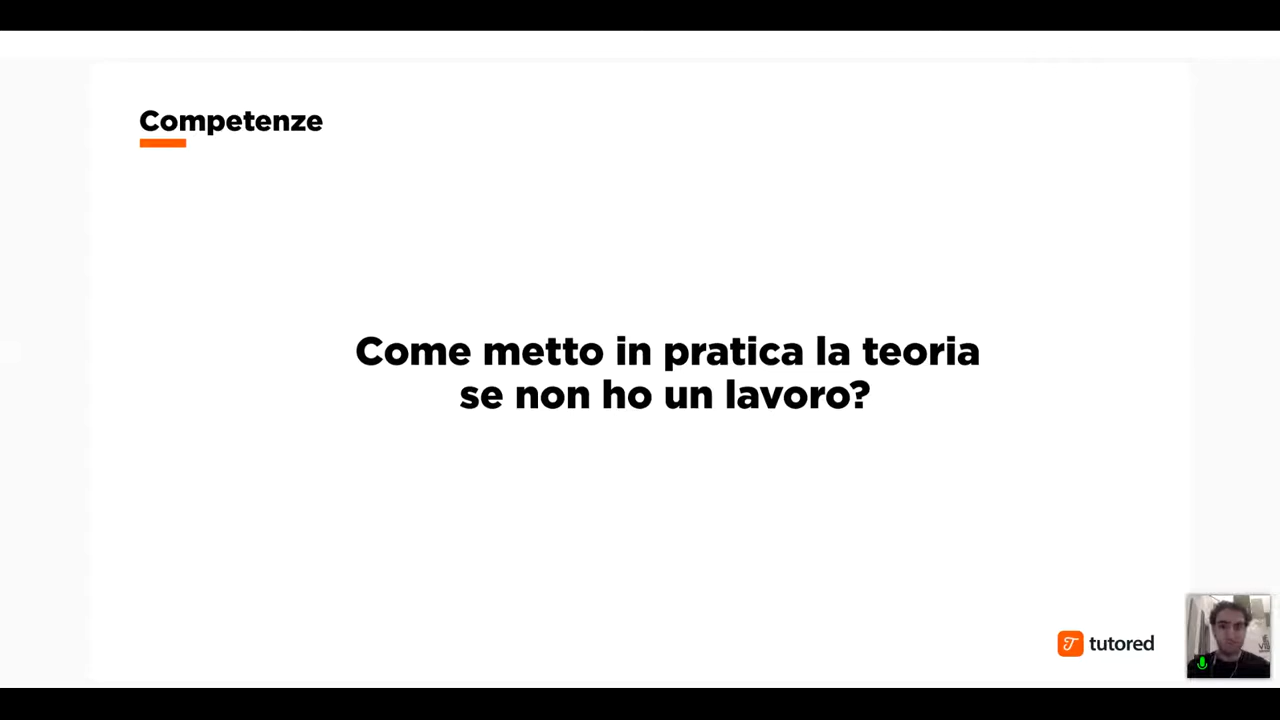 Competenze
Come metto in pratica la teoria
se non ho un lavoro?
tutored